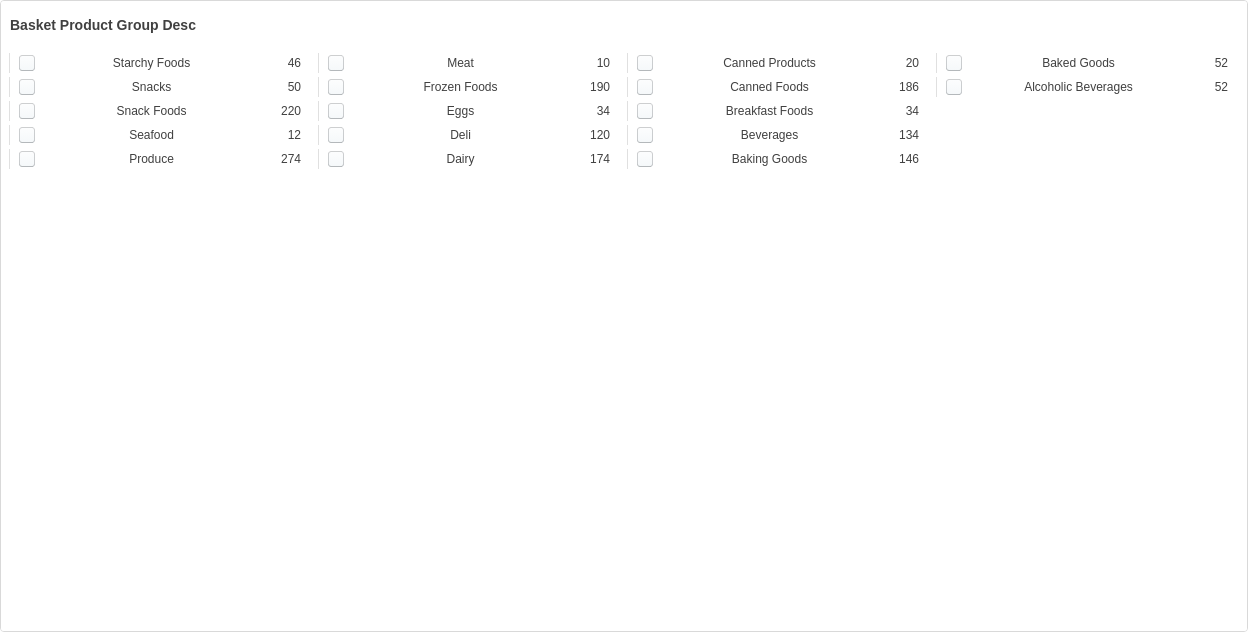 Basket Product Group Desc
Starchy Foods 46 Meat 10 Canned Products 20 Baked Goods 52
Snacks 50 Frozen Foods 190 Canned Foods 186 Alcoholic Beverages 52
Snack Foods 220 Eggs 34 Breakfast Foods 34
Seafood 12 Deli 120 Beverages 134
Produce 274 Dairy 174 Baking Goods 146